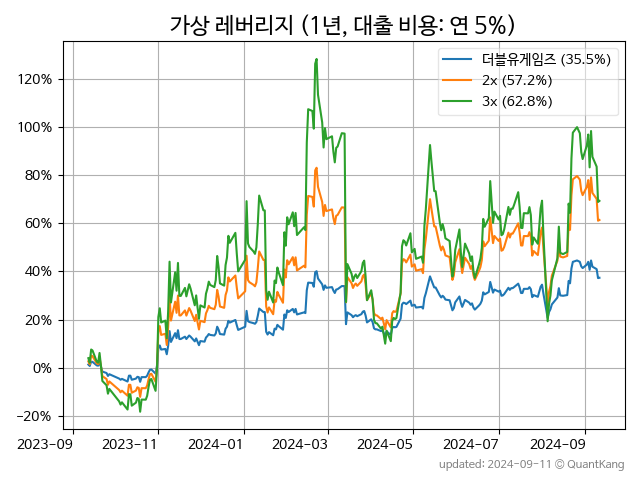 가상 레버리지 (1년, 대출 비용: 연 5%)
더블유게임즈 (35.5%)
2x (57.2%)
3x (62.8%)
120%
100%
80%
60%
40%
20%
0%
−20%
2023-09 2023-11 2024-01 2024-03 2024-05 2024-07 2024-09
updated: 2024-09-11 © QuantKang